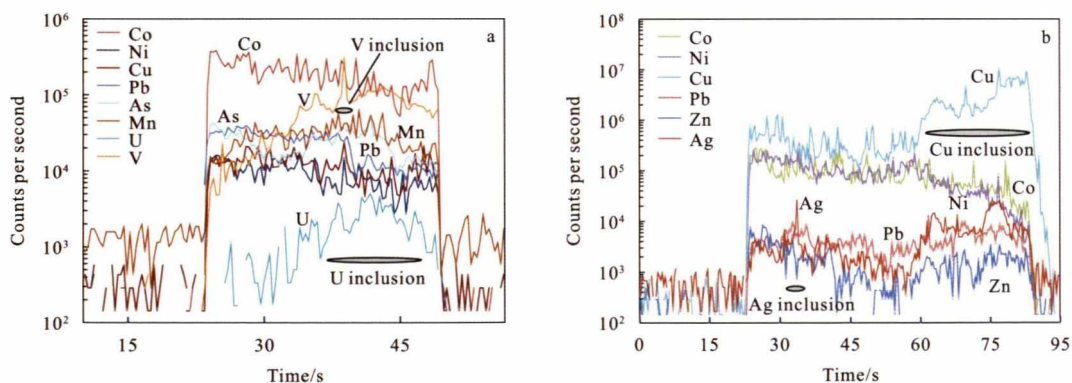 a
10⁶
10⁵
10⁴
10³
10²
Counts per second
Co
Ni
Cu
Pb
As
Mn
U
V
Co
V inclusion
V
As
Mn
Pb
U
U inclusion
15
30
45
Time/s
b
10⁸
10⁷
10⁶
10⁵
10⁴
10³
10²
Counts per second
Co
Ni
Cu
Pb
Zn
Ag
Cu
Cu inclusion
Co
Ni
Ag
Pb
Zn
Ag inclusion
0
15
30
45
60
75
95
Time/s